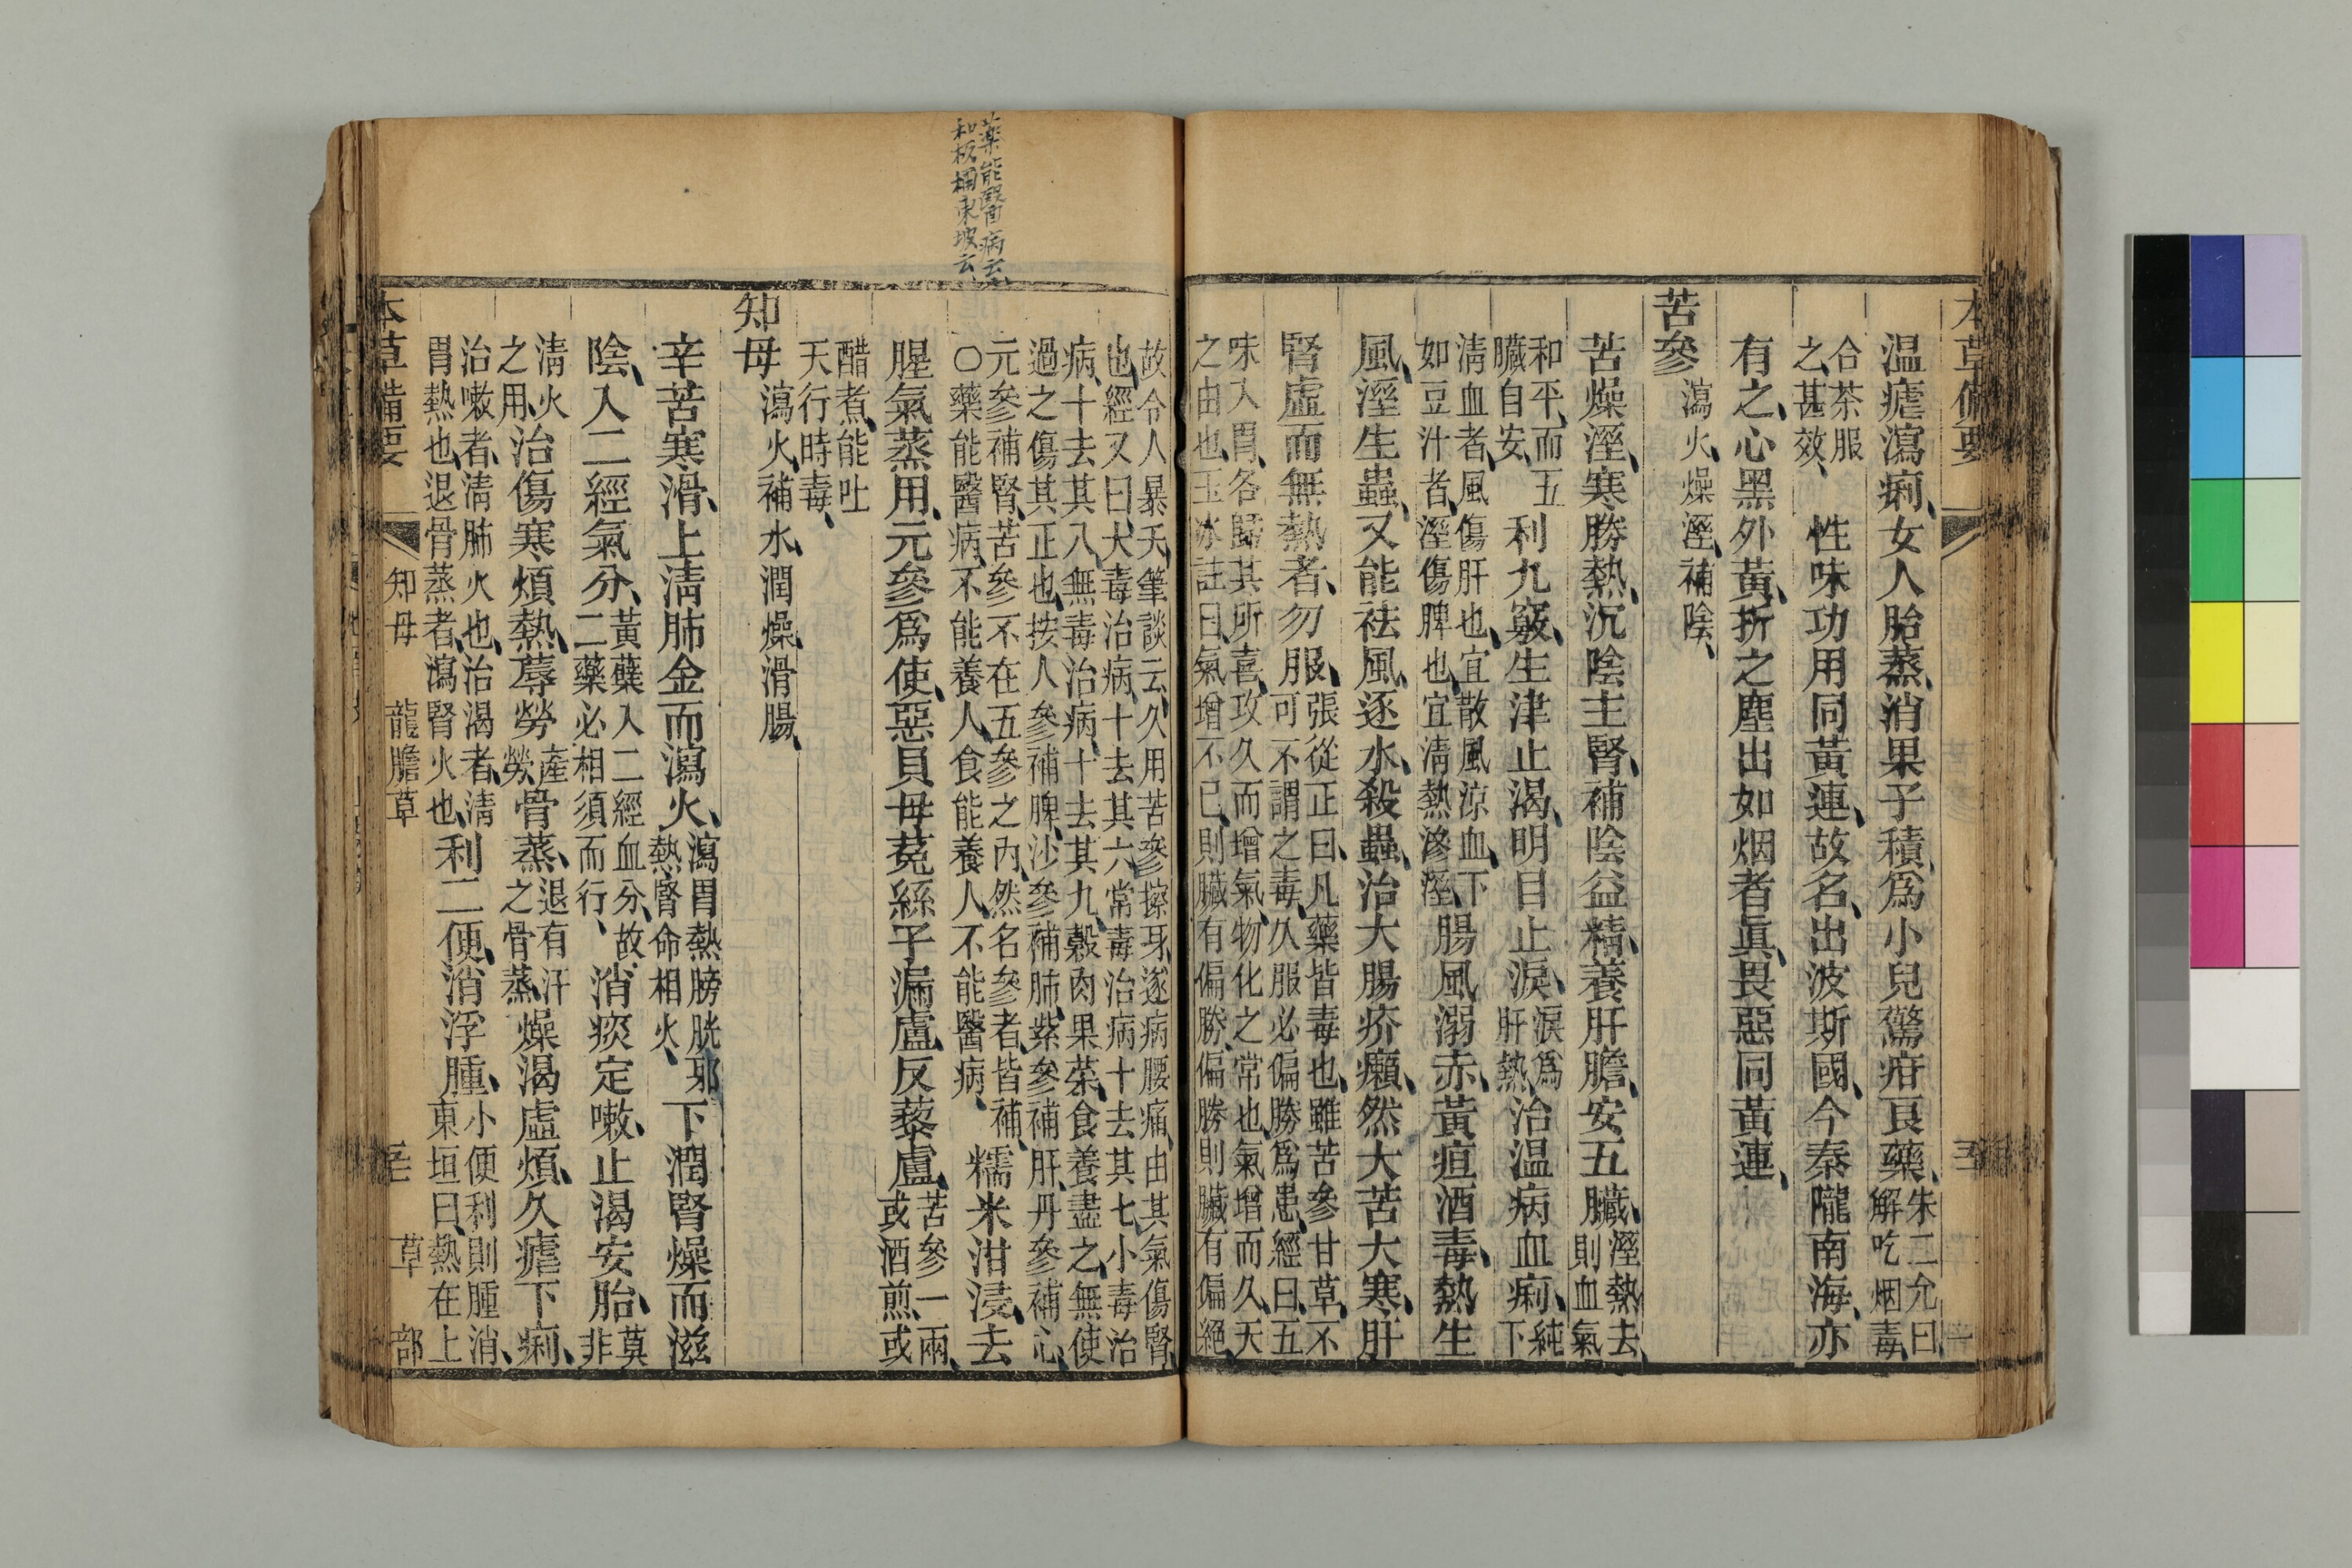 温瘧瀉痢、女人胎蒸、消果子積、爲小兒驚疳良藥、朱二允曰
解吃烟毒、
合茶服
之甚效、性味功用同黃連、故名、出波斯國、今秦隴南海亦
有之、心黑外黃、折之塵出如烟者眞、畏惡同黃連、
苦參瀉火燥溼、補陰、
苦燥溼、寒勝熱、沉陰主腎、補陰益精、養肝膽、安五臟、溼熱去
則血氣
和平、而五
臟自安、利九竅、生津止渴、明目止淚、淚爲
肝熱、治温病血痢、純
下
清血者、風傷肝也、宜散風涼血、下
如豆汁者、溼傷脾也、宜淸熱滲溼、腸風溺赤、黃疸酒毒、熱生
風、溼生蟲、又能袪風、逐水、殺蟲、治大腸疥癩、然大苦大寒、肝
腎虛而無熱者、勿服、張從正曰、凡藥皆毒也、雖苦參甘草、不
可不謂之毒、久服必偏勝爲患、經曰、五
味入胃、各歸其所喜、攻久而增氣、物化之常也、氣增而久、夭
之由也、王冰註曰、氣增不已、則臟有偏勝、偏勝則臟有偏絕、
故令人暴夭、筆談云、久用苦參擦牙、遂病腰痛、由其氣傷腎
也、經又曰、大毒治病、十去其六、常毒治病、十去其七、小毒治
病、十去其八、無毒治病、十去其九、穀肉果菜、食養盡之、無使
過之傷其正也、按人參補脾、沙參補肺、紫參補肝、丹參補心、
元參補腎、苦參不在五參之內、然名參者、皆補、
○藥能醫病、不能養人、食能養人、不能醫病、糯米泔浸、去
腥氣蒸用、元參爲使、惡貝母菟絲子漏盧、反藜盧、苦參一兩、
或酒煎、或
醋煮、能吐
天行時毒、
知母瀉火、補水、潤燥、滑腸、
辛苦寒滑、上淸肺金而瀉火、瀉胃熱膀胱邪
熱、腎命相火、下潤腎燥而滋
陰、入二經氣分、黃蘗入二經血分、故
二藥必相須而行、消痰定嗽、止渴安胎、莫
非
淸火
之用、治傷寒煩熱、蓐勞、產
勞、骨蒸、退有汗
之骨蒸、燥渴虛煩、久瘧下痢、
治嗽者、淸肺火也、治渴者、淸
胃熱也、退骨蒸者、瀉腎火也、利二便、消浮腫、小便利則腫消、
東垣曰、熱在上
本草備要 知母 龍膽草 草部
藥能醫病云云